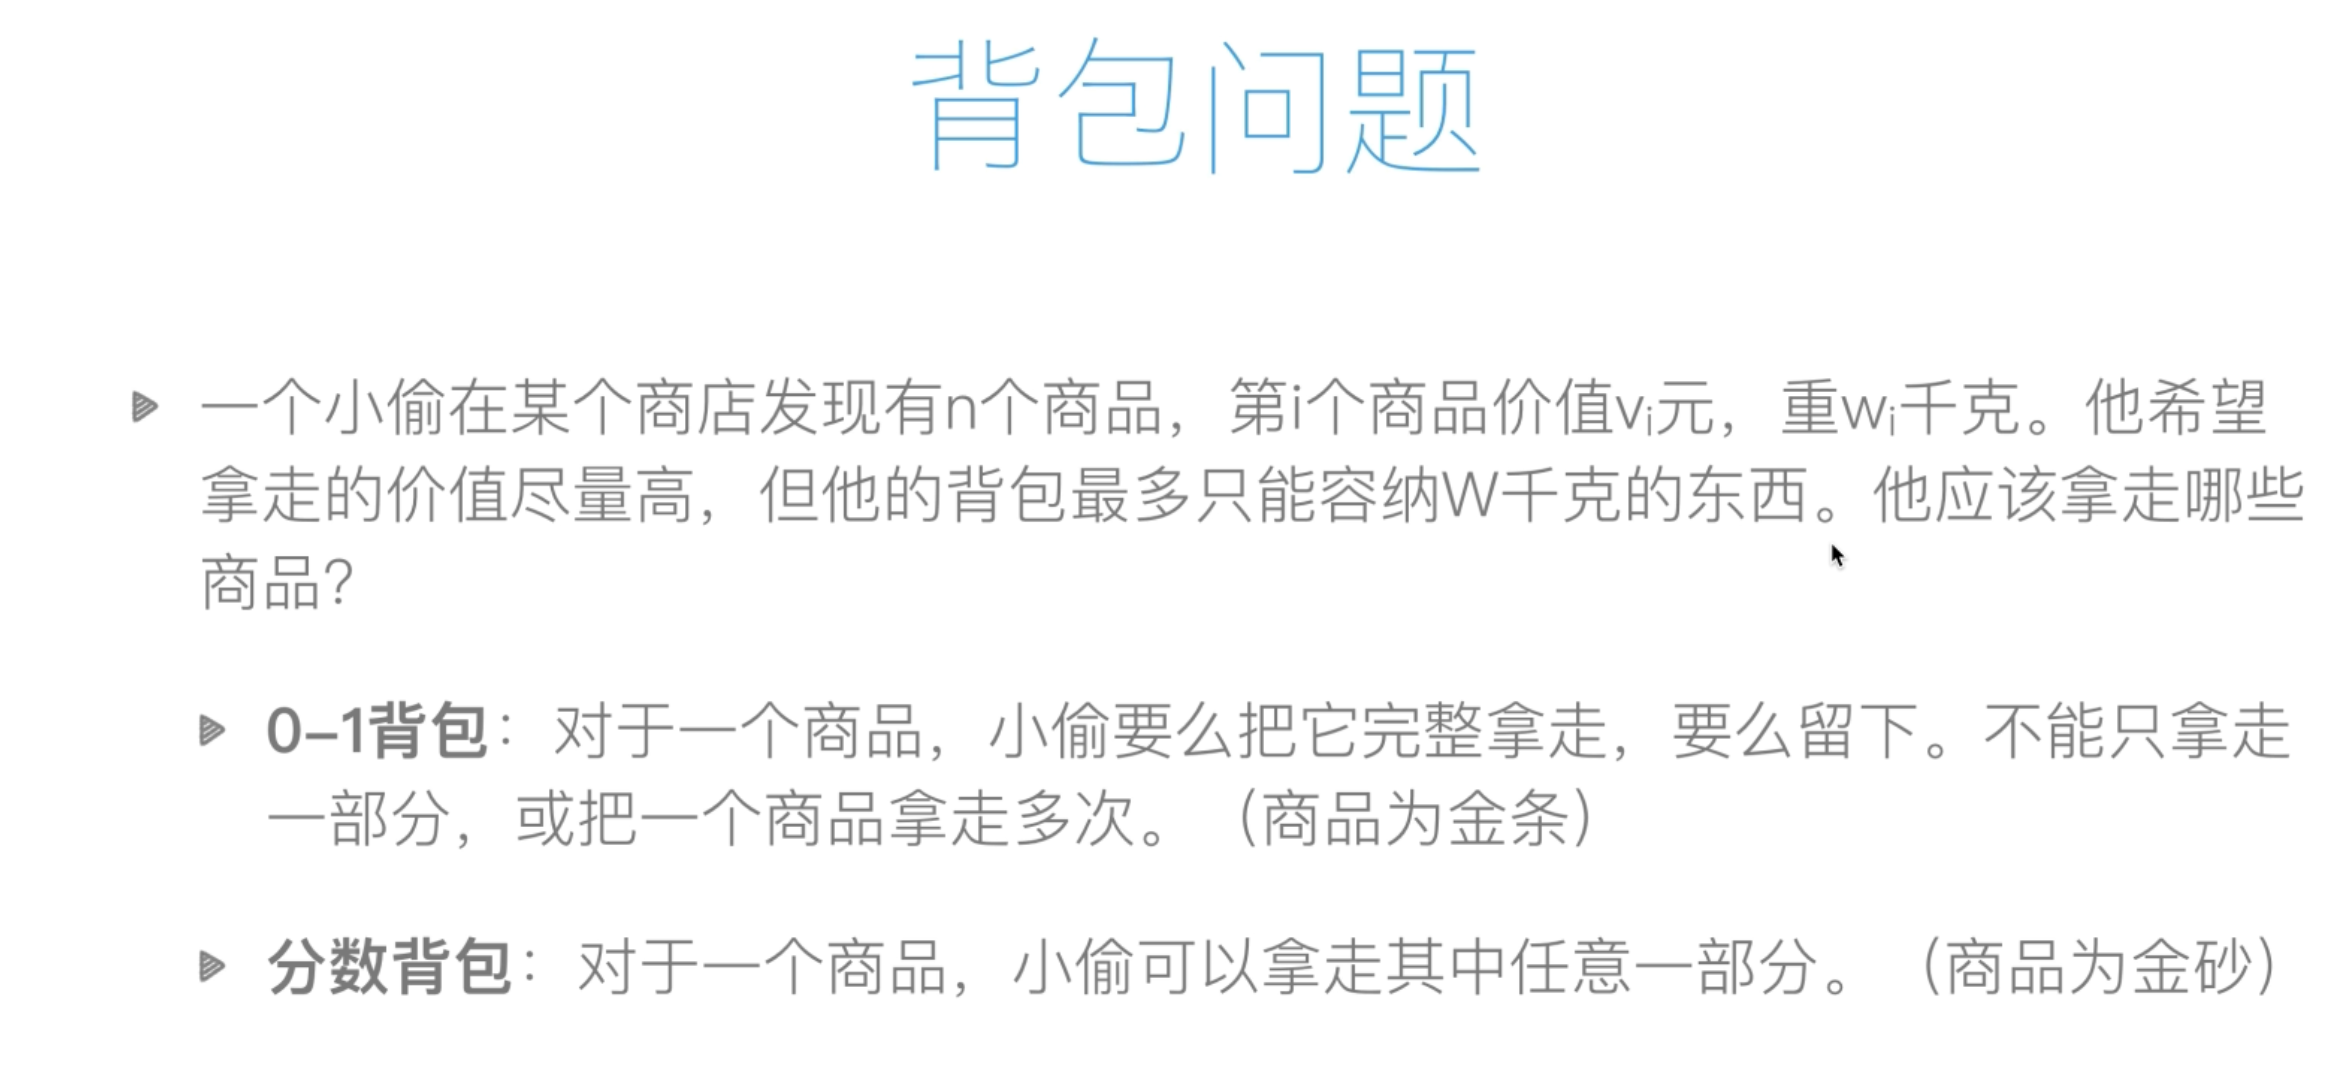 背包问题
一个小偷在某个商店发现有n个商品，第i个商品价值vᵢ元，重wᵢ千克。他希望
拿走的价值尽量高，但他的背包最多只能容纳W千克的东西。他应该拿走哪些
商品？
0-1背包：对于一个商品，小偷要么把它完整拿走，要么留下。不能只拿走
一部分，或把一个商品拿走多次。（商品为金条）
分数背包：对于一个商品，小偷可以拿走其中任意一部分。（商品为金砂）